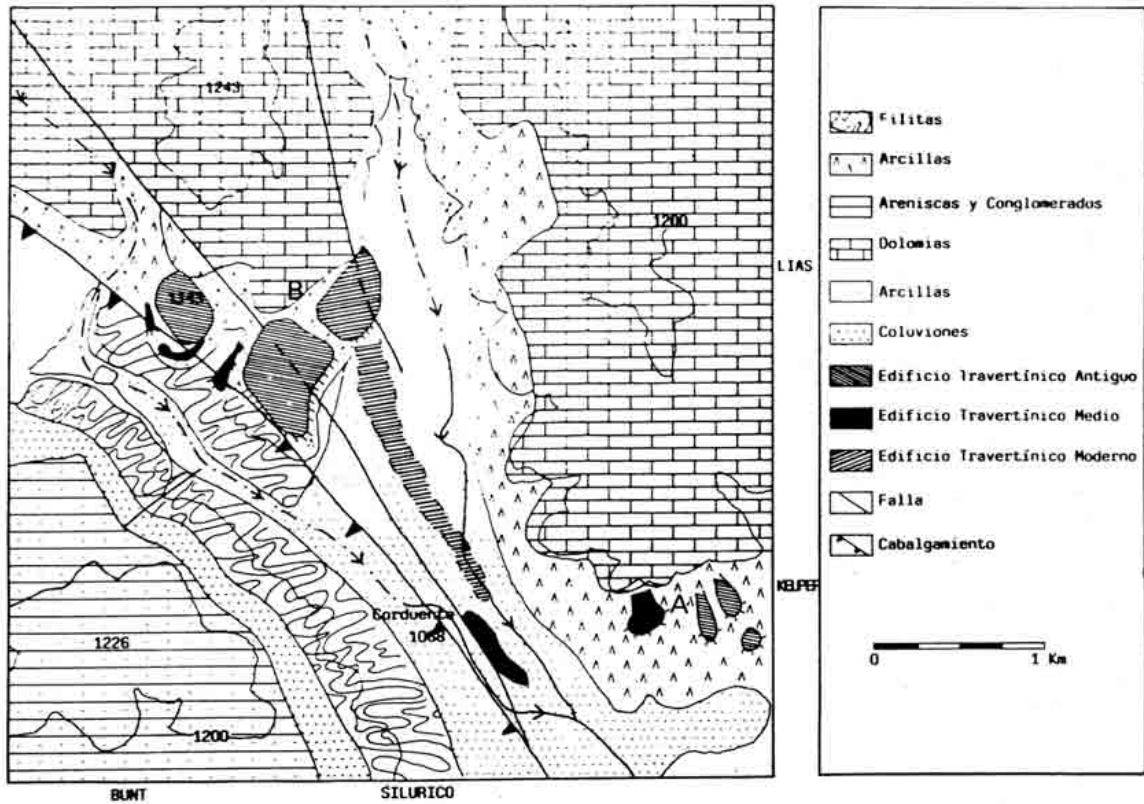 1243
1200
LIAS
B
1143
KEUPER
A
Corduente
1068
1226
1200
BUNT
SILURICO
Filitas
Arcillas
Areniscas y Conglomerados
Dolomias
Arcillas
Coluviones
Edificio Travertínico Antiguo
Edificio Travertínico Medio
Edificio Travertínico Moderno
Falla
Cabalgamiento
0 1 Km